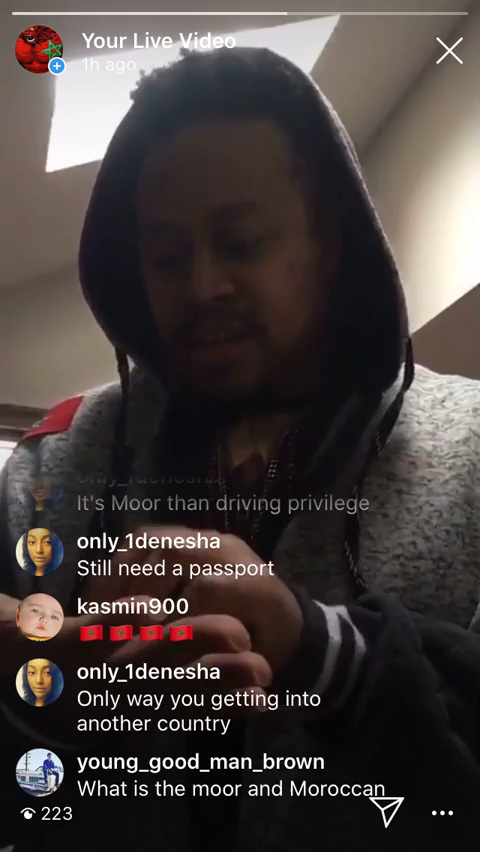 Your Live Video
1h ago
only_1denesha
It's Moor than driving privilege
only_1denesha
Still need a passport
kasmin900
🇲🇦 🇲🇦 🇲🇦 🇲🇦
only_1denesha
Only way you getting into
another country
young_good_man_brown
What is the moor and Moroccan
223